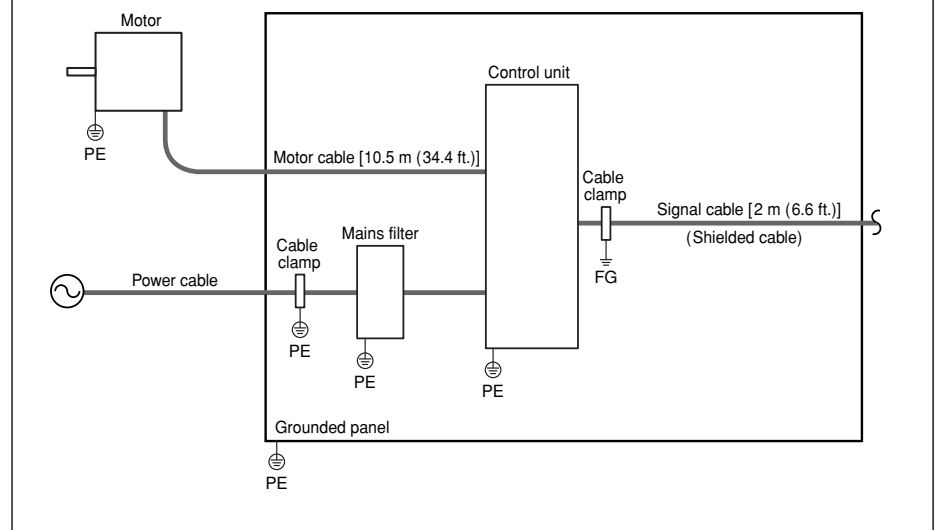 Motor
Control unit
PE
Motor cable [10.5 m (34.4 ft.)]
Cable
clamp
Signal cable [2 m (6.6 ft.)]
(Shielded cable)
FG
Mains filter
Cable
clamp
Power cable
PE
PE
PE
Grounded panel
PE